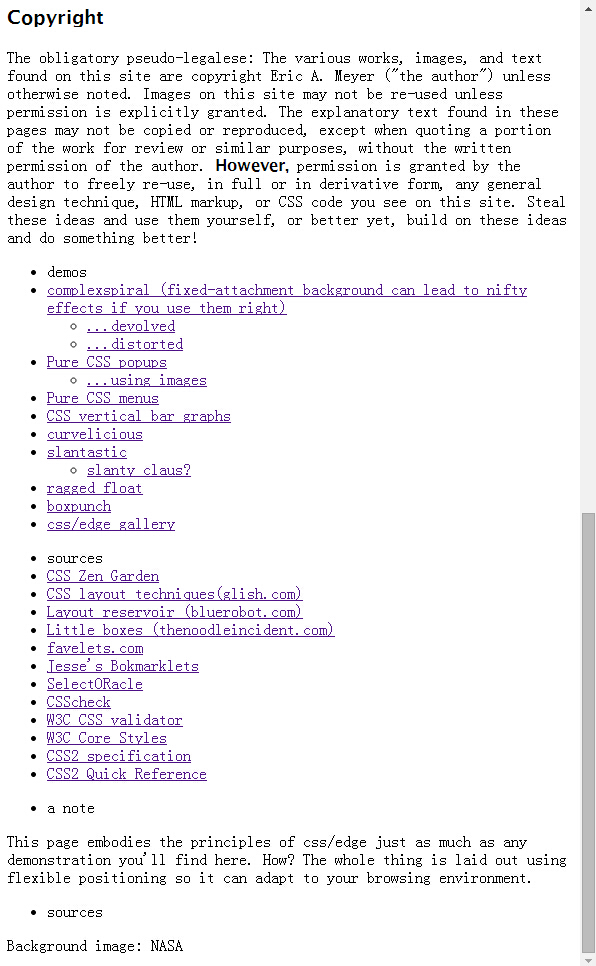 Copyright
The obligatory pseudo-legalese: The various works, images, and text
found on this site are copyright Eric A. Meyer ("the author") unless
otherwise noted. Images on this site may not be re-used unless
permission is explicitly granted. The explanatory text found in these
pages may not be copied or reproduced, except when quoting a portion
of the work for review or similar purposes, without the written
permission of the author. However, permission is granted by the
author to freely re-use, in full or in derivative form, any general
design technique, HTML markup, or CSS code you see on this site. Steal
these ideas and use them yourself, or better yet, build on these ideas
and do something better!
demos
complexspiral (fixed-attachment background can lead to nifty
effects if you use them right)
...devolved
...distorted
Pure CSS popups
...using images
Pure CSS menus
CSS vertical bar graphs
curvelicious
slantastic
slanty claus?
ragged float
boxpunch
css/edge gallery
sources
CSS Zen Garden
CSS layout techniques(glish.com)
Layout reservoir (bluerobot.com)
Little boxes (thenoodleincident.com)
favelets.com
Jesse's Bokmarklets
SelectORacle
CSScheck
W3C CSS validator
W3C Core Styles
CSS2 specification
CSS2 Quick Reference
a note
This page embodies the principles of css/edge just as much as any
demonstration you'll find here. How? The whole thing is laid out using
flexible positioning so it can adapt to your browsing environment.
sources
Background image: NASA